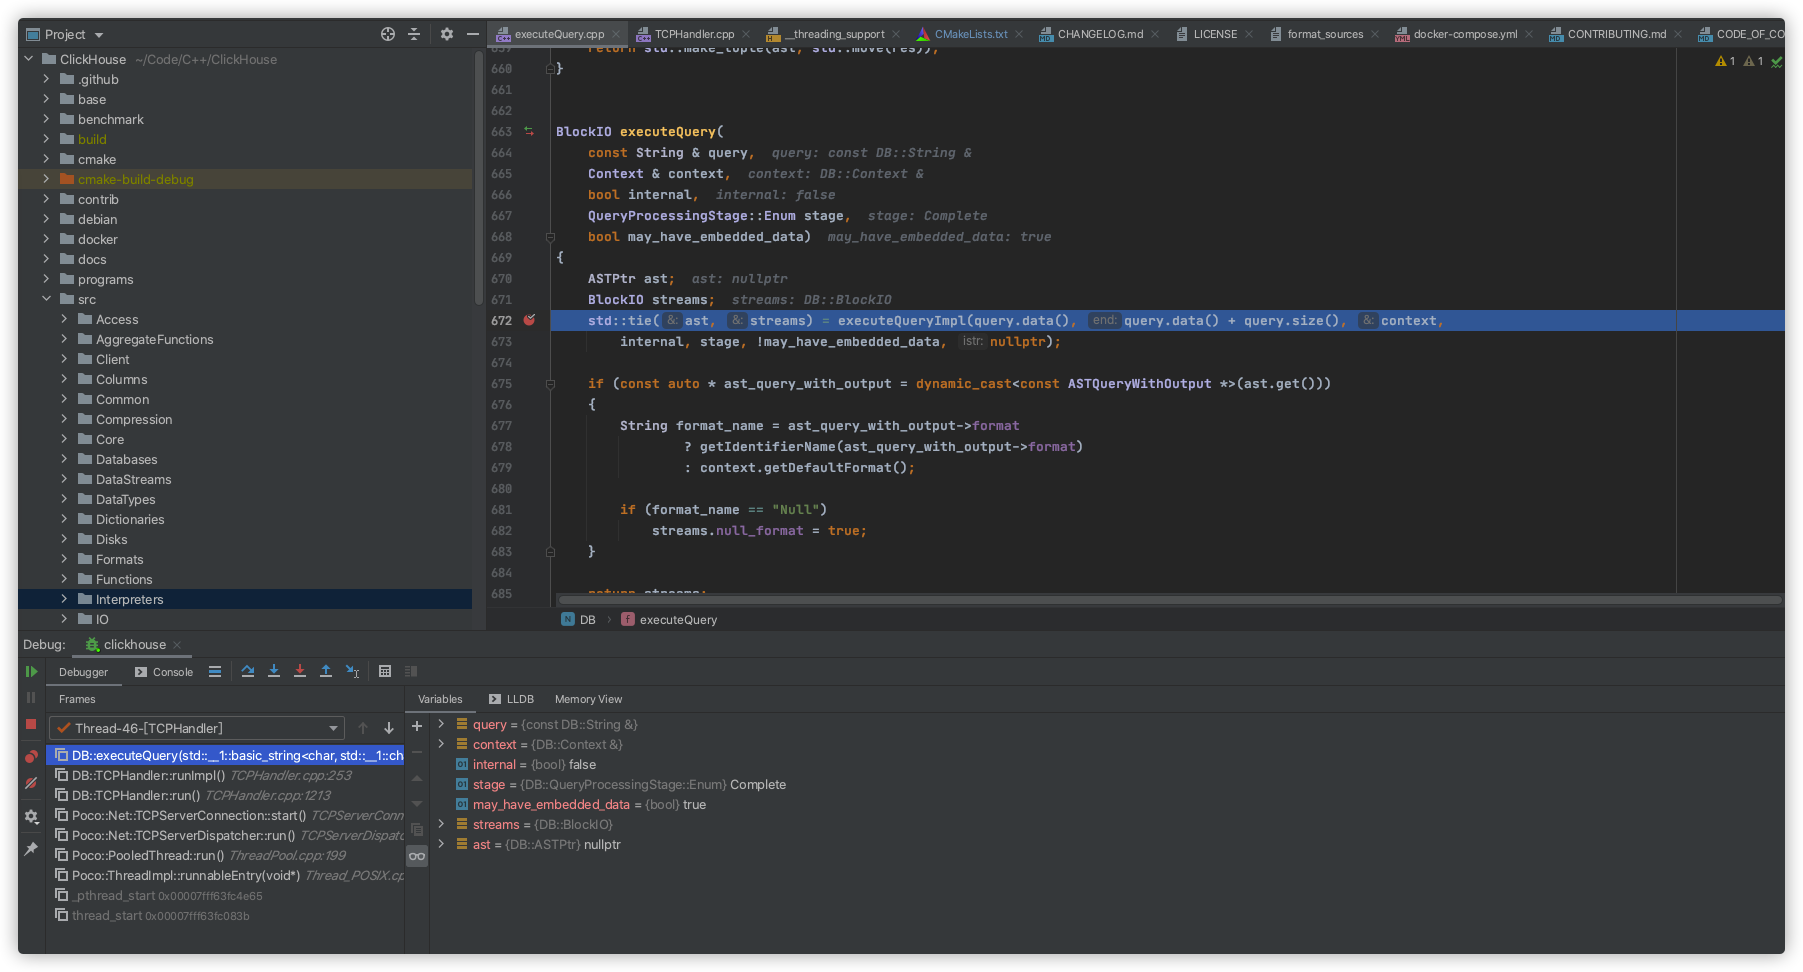 Project
executeQuery.cpp
TCPHandler.cpp
__threading_support
CMakeLists.txt
CHANGELOG.md
LICENSE
format_sources
docker-compose.yml
CONTRIBUTING.md
CODE_OF_CO
ClickHouse ~/Code/C++/ClickHouse
.github
base
benchmark
build
cmake
cmake-build-debug
contrib
debian
docker
docs
programs
src
Access
AggregateFunctions
Client
Columns
Common
Compression
Core
Databases
DataStreams
DataTypes
Dictionaries
Disks
Formats
Functions
Interpreters
IO
1 1
659 return std::make_tuple(ast, std::move(res));
660 }
661
662
663 BlockIO executeQuery(
664 const String & query, query: const DB::String &
665 Context & context, context: DB::Context &
666 bool internal, internal: false
667 QueryProcessingStage::Enum stage, stage: Complete
668 bool may_have_embedded_data) may_have_embedded_data: true
669 {
670 ASTPtr ast; ast: nullptr
671 BlockIO streams; streams: DB::BlockIO
672 std::tie( &: ast, &: streams) = executeQueryImpl(query.data(), end: query.data() + query.size(), &: context,
673 internal, stage, !may_have_embedded_data, istr: nullptr);
674
675 if (const auto * ast_query_with_output = dynamic_cast<const ASTQueryWithOutput *>(ast.get()))
676 {
677 String format_name = ast_query_with_output->format
678 ? getIdentifierName(ast_query_with_output->format)
679 : context.getDefaultFormat();
680
681 if (format_name == "Null")
682 streams.null_format = true;
683 }
684
685 return streams;
N DB › f executeQuery
Debug: clickhouse
Debugger Console
Frames
Thread-46-[TCPHandler]
DB::executeQuery(std::__1::basic_string<char, std::__1::cha
DB::TCPHandler::runImpl() TCPHandler.cpp:253
DB::TCPHandler::run() TCPHandler.cpp:1213
Poco::Net::TCPServerConnection::start() TCPServerConn
Poco::Net::TCPServerDispatcher::run() TCPServerDispatc
Poco::PooledThread::run() ThreadPool.cpp:199
Poco::ThreadImpl::runnableEntry(void*) Thread_POSIX.cp
_pthread_start 0x00007fff63fc4e65
thread_start 0x00007fff63fc083b
Variables LLDB Memory View
query = {const DB::String &}
context = {DB::Context &}
internal = {bool} false
stage = {DB::QueryProcessingStage::Enum} Complete
may_have_embedded_data = {bool} true
streams = {DB::BlockIO}
ast = {DB::ASTPtr} nullptr